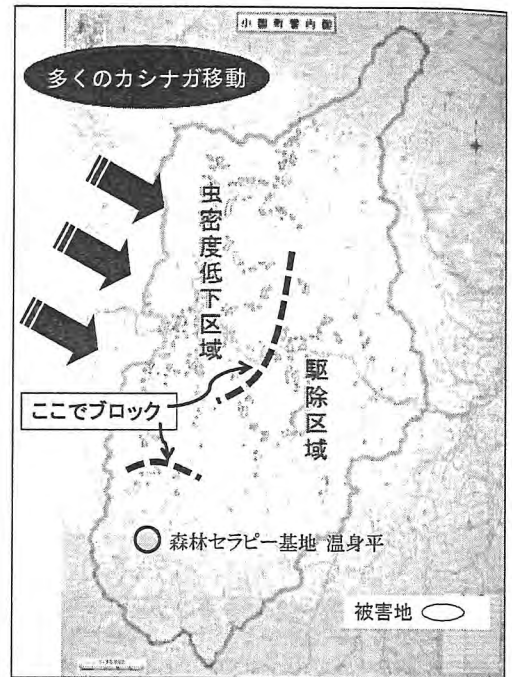 小国町管内図
多くのカシナガ移動
虫密度低下区域
駆除区域
ここでブロック
森林セラピー基地 温身平
被害地